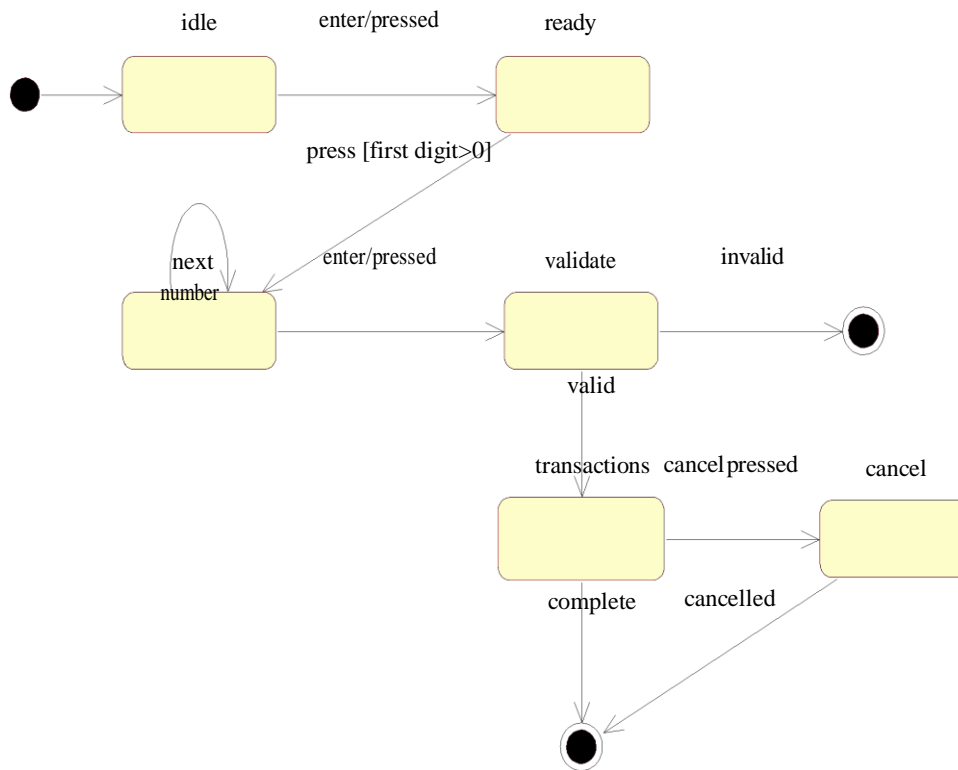 idle enter/pressed ready
press [first digit>0]
next
number
enter/pressed validate invalid
valid
transactions cancel pressed cancel
complete cancelled